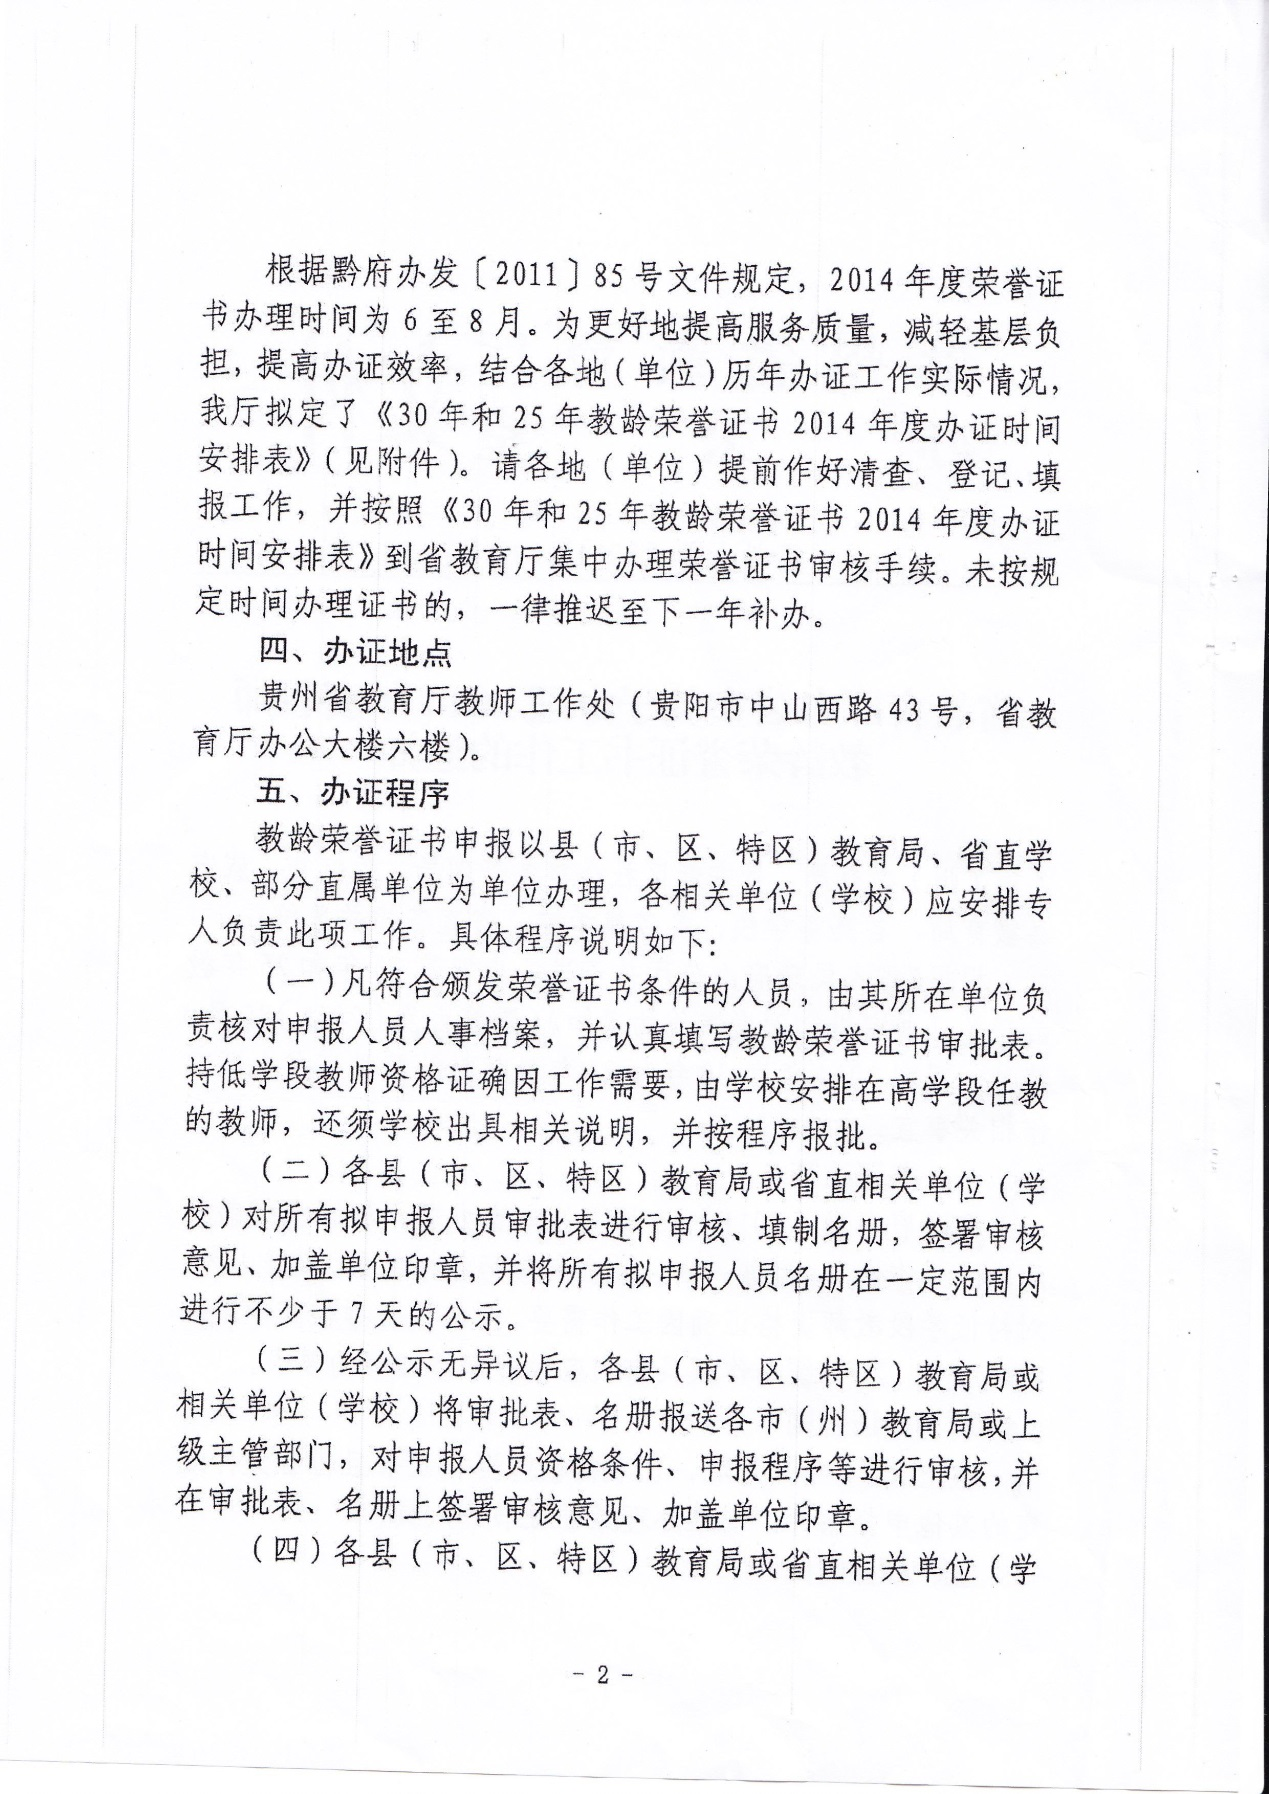 根据黔府办发〔2011〕85号文件规定，2014年度荣誉证
书办理时间为6至8月。为更好地提高服务质量，减轻基层负
担，提高办证效率，结合各地（单位）历年办证工作实际情况，
我厅拟定了《30年和25年教龄荣誉证书2014年度办证时间
安排表》（见附件）。请各地（单位）提前作好清查、登记、填
报工作，并按照《30年和25年教龄荣誉证书2014年度办证
时间安排表》到省教育厅集中办理荣誉证书审核手续。未按规
定时间办理证书的，一律推迟至下一年补办。
四、办证地点
贵州省教育厅教师工作处（贵阳市中山西路43号，省教
育厅办公大楼六楼）。
五、办证程序
教龄荣誉证书申报以县（市、区、特区）教育局、省直学
校、部分直属单位为单位办理，各相关单位（学校）应安排专
人负责此项工作。具体程序说明如下：
（一）凡符合颁发荣誉证书条件的人员，由其所在单位负
责核对申报人员人事档案，并认真填写教龄荣誉证书审批表。
持低学段教师资格证确因工作需要，由学校安排在高学段任教
的教师，还须学校出具相关说明，并按程序报批。
（二）各县（市、区、特区）教育局或省直相关单位（学
校）对所有拟申报人员审批表进行审核、填制名册，签署审核
意见、加盖单位印章，并将所有拟申报人员名册在一定范围内
进行不少于7天的公示。
（三）经公示无异议后，各县（市、区、特区）教育局或
相关单位（学校）将审批表、名册报送各市（州）教育局或上
级主管部门，对申报人员资格条件、申报程序等进行审核，并
在审批表、名册上签署审核意见、加盖单位印章。
（四）各县（市、区、特区）教育局或省直相关单位（学
- 2 -